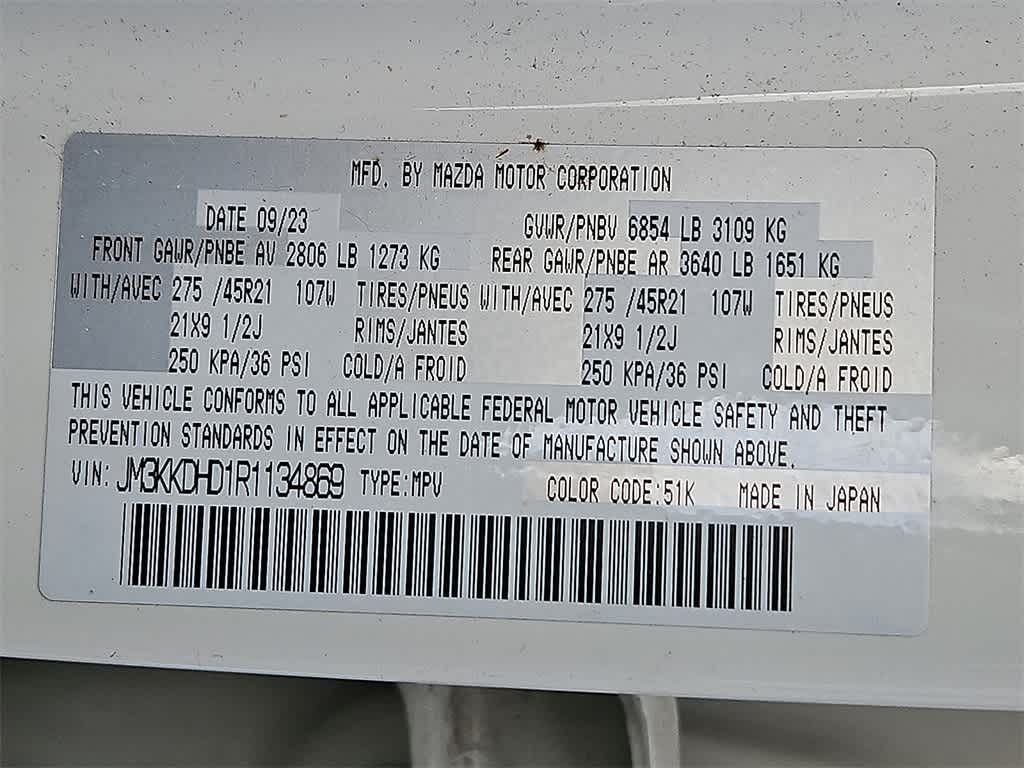 MFD. BY MAZDA MOTOR CORPORATION
DATE 09/23 GVWR/PNBV 6854 LB 3109 KG
FRONT GAWR/PNBE AV 2806 LB 1273 KG REAR GAWR/PNBE AR 3640 LB 1651 KG
WITH/AVEC 275 /45R21 107W TIRES/PNEUS WITH/AVEC 275 /45R21 107W TIRES/PNEUS
21X9 1/2J RIMS/JANTES 21X9 1/2J RIMS/JANTES
250 KPA/36 PSI COLD/A FROID 250 KPA/36 PSI COLD/A FROID
THIS VEHICLE CONFORMS TO ALL APPLICABLE FEDERAL MOTOR VEHICLE SAFETY AND THEFT
PREVENTION STANDARDS IN EFFECT ON THE DATE OF MANUFACTURE SHOWN ABOVE.
VIN: JM3KKDHD1R1134869 TYPE:MPV COLOR CODE:51K MADE IN JAPAN